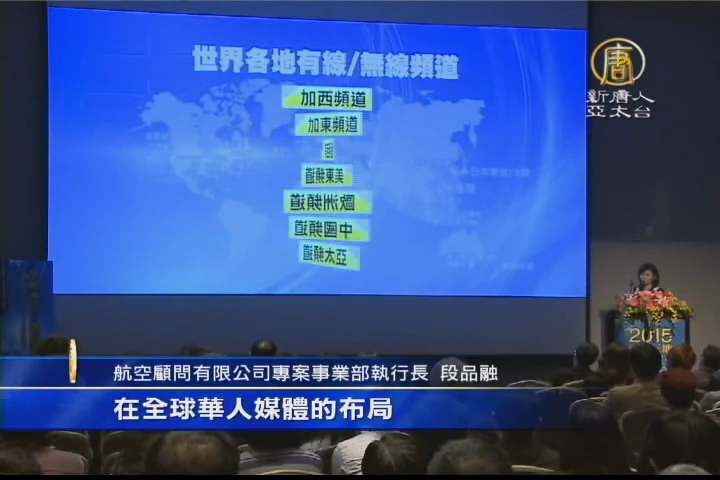 世界各地有線/無線頻道
加西頻道
加東頻道
美東頻道
歐洲頻道
中國頻道
亞太頻道
新唐人
亞太台
2015
航空顧問有限公司專案事業部執行長 段品融
在全球華人媒體的布局